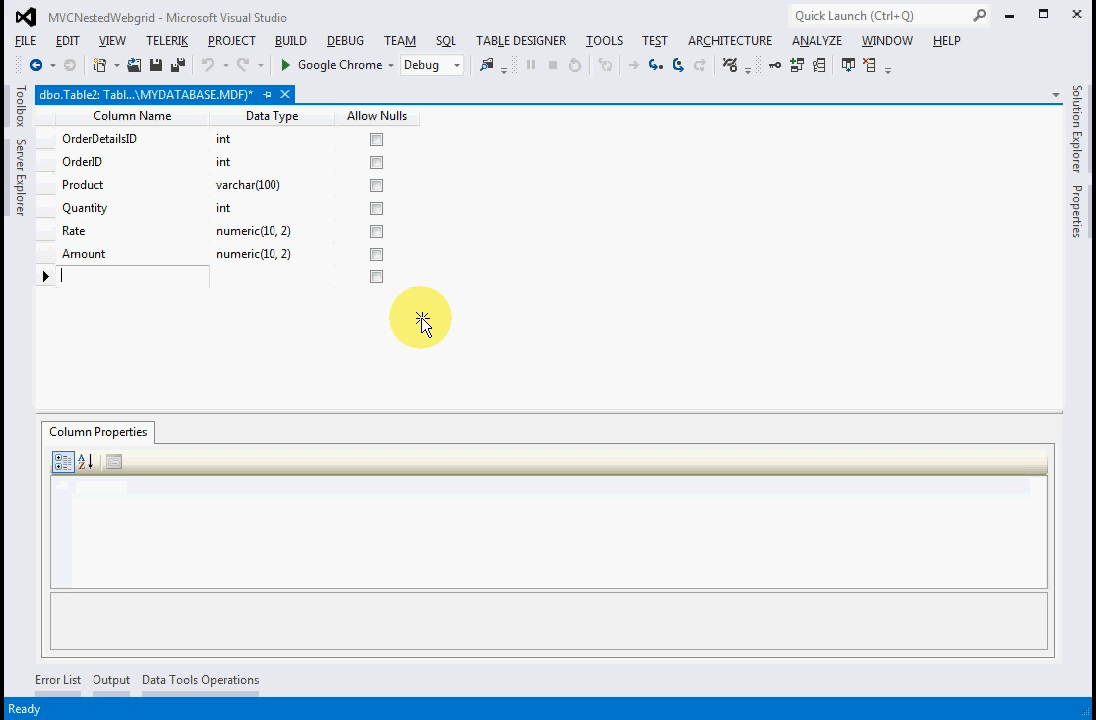 MVCNestedWebgrid - Microsoft Visual Studio
Quick Launch (Ctrl+Q)
FILE EDIT VIEW TELERIK PROJECT BUILD DEBUG TEAM SQL TABLE DESIGNER TOOLS TEST ARCHITECTURE ANALYZE WINDOW HELP
Google Chrome Debug
Toolbox
Server Explorer
dbo.Table2: Tabl...\MYDATABASE.MDF)*
Column Name Data Type Allow Nulls
OrderDetailsID int
OrderID int
Product varchar(100)
Quantity int
Rate numeric(10, 2)
Amount numeric(10, 2)
Solution Explorer
Properties
Column Properties
Error List Output Data Tools Operations
Ready